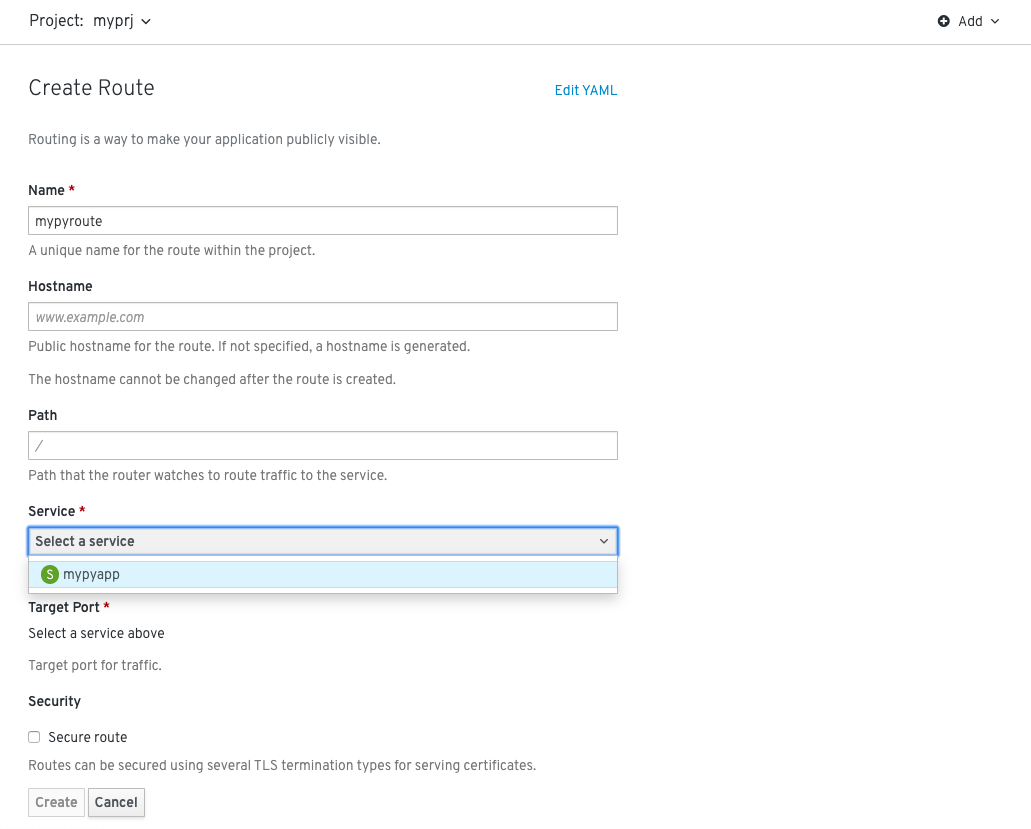 Project: myprj
Add
Create Route
Edit YAML
Routing is a way to make your application publicly visible.
Name *
mypyroute
A unique name for the route within the project.
Hostname
www.example.com
Public hostname for the route. If not specified, a hostname is generated.
The hostname cannot be changed after the route is created.
Path
/
Path that the router watches to route traffic to the service.
Service *
Select a service
S mypyapp
Target Port *
Select a service above
Target port for traffic.
Security
Secure route
Routes can be secured using several TLS termination types for serving certificates.
Create Cancel